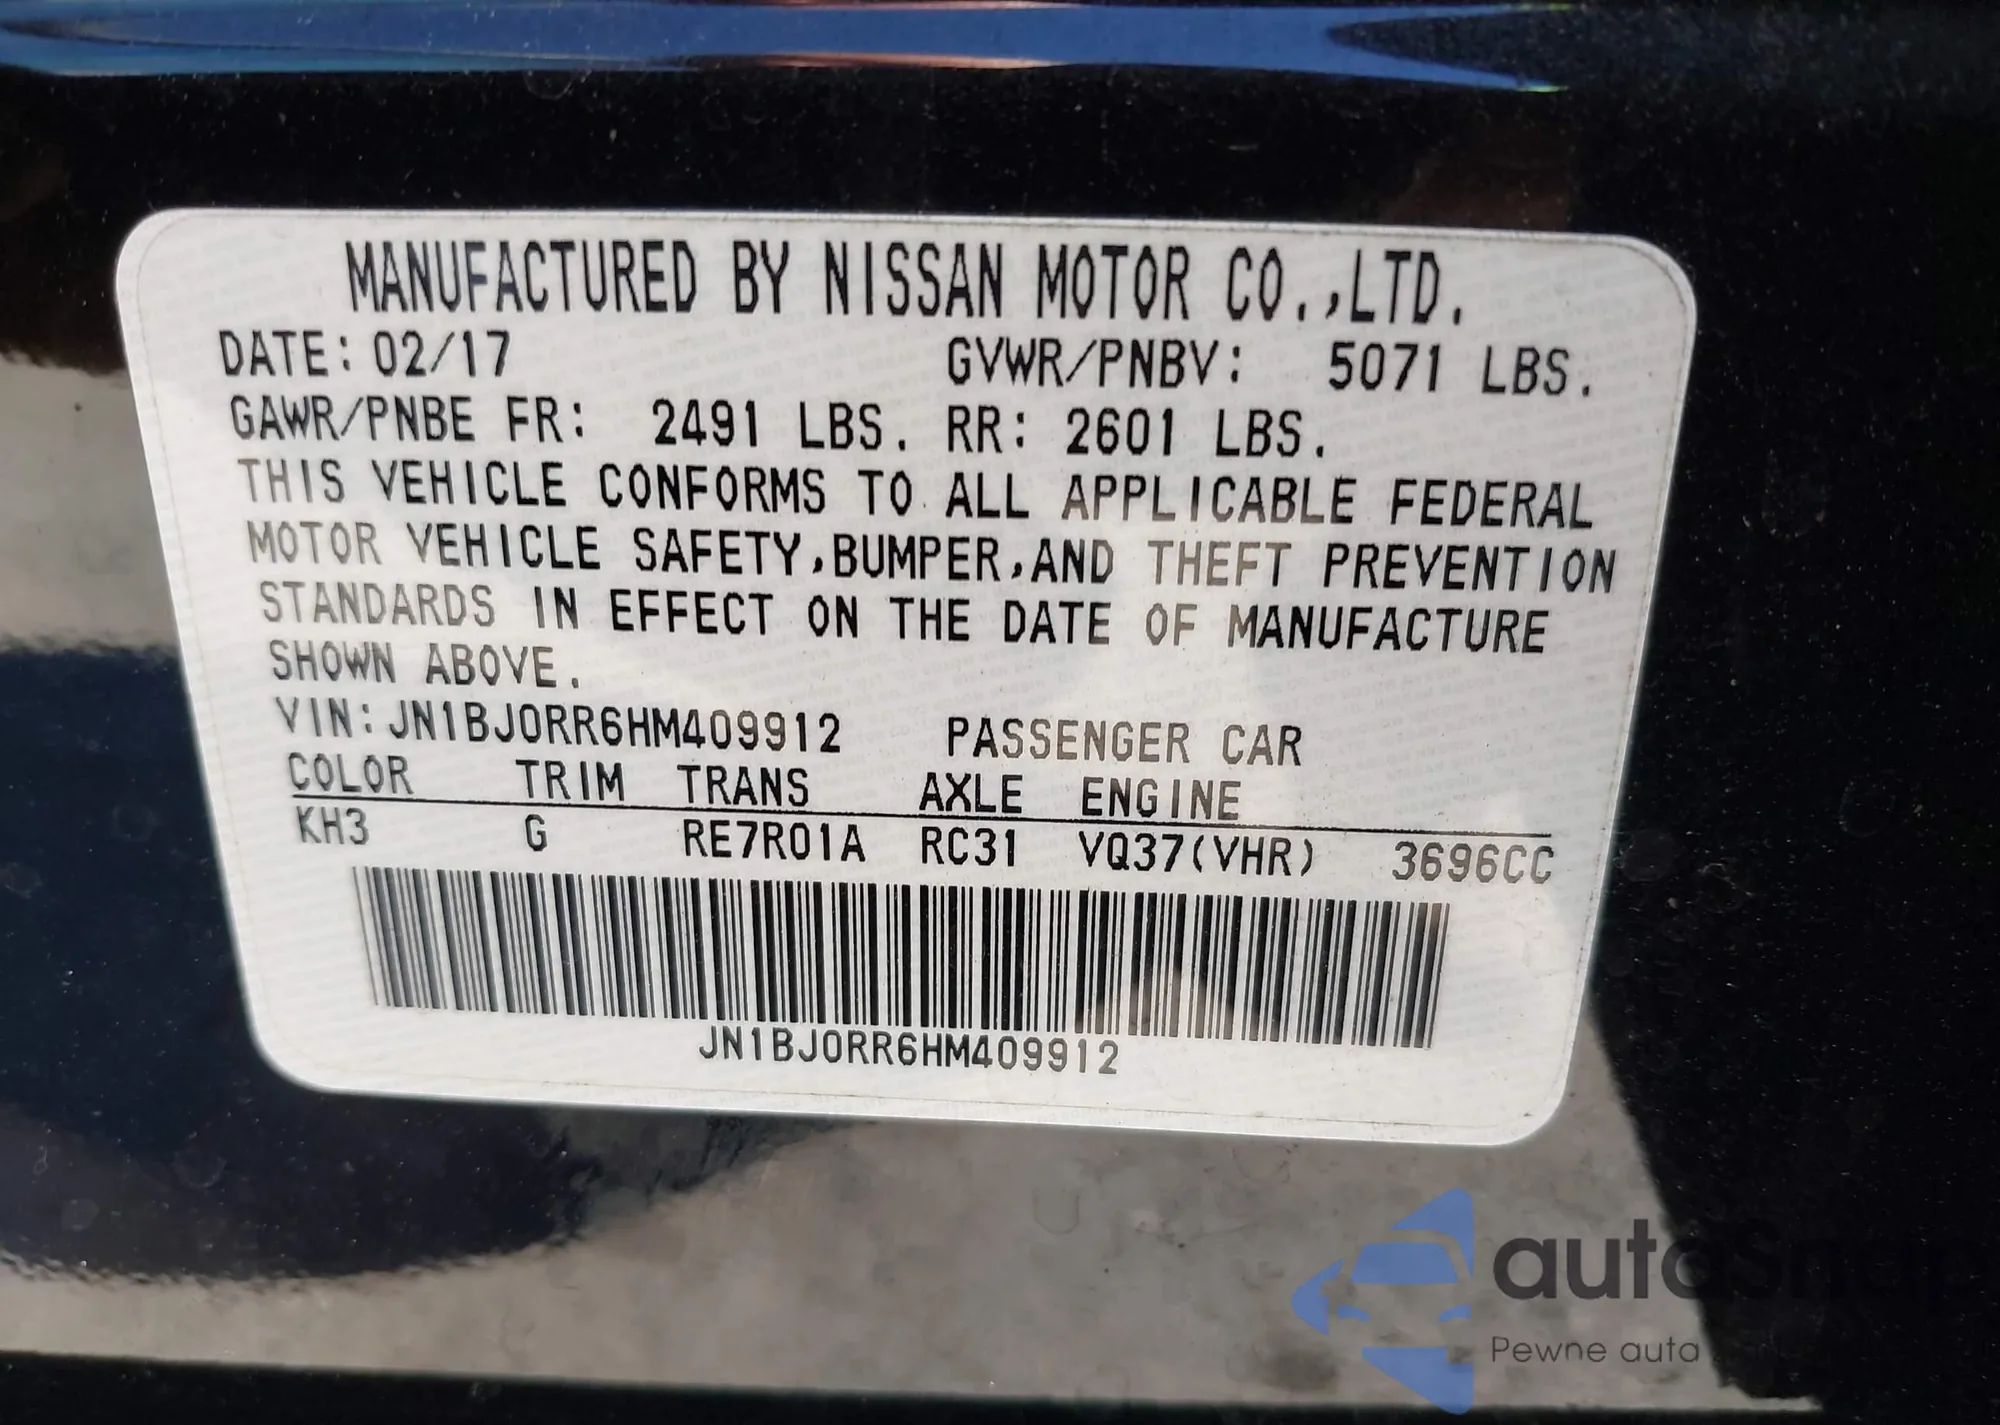 MANUFACTURED BY NISSAN MOTOR CO.,LTD.
DATE: 02/17 GVWR/PNBV: 5071 LBS.
GAWR/PNBE FR: 2491 LBS. RR: 2601 LBS.
THIS VEHICLE CONFORMS TO ALL APPLICABLE FEDERAL
MOTOR VEHICLE SAFETY,BUMPER,AND THEFT PREVENTION
STANDARDS IN EFFECT ON THE DATE OF MANUFACTURE
SHOWN ABOVE.
VIN:JN1BJ0RR6HM409912 PASSENGER CAR
COLOR TRIM TRANS AXLE ENGINE
KH3 G RE7R01A RC31 VQ37(VHR) 3696CC
JN1BJ0RR6HM409912
autoSnap
Pewne auta